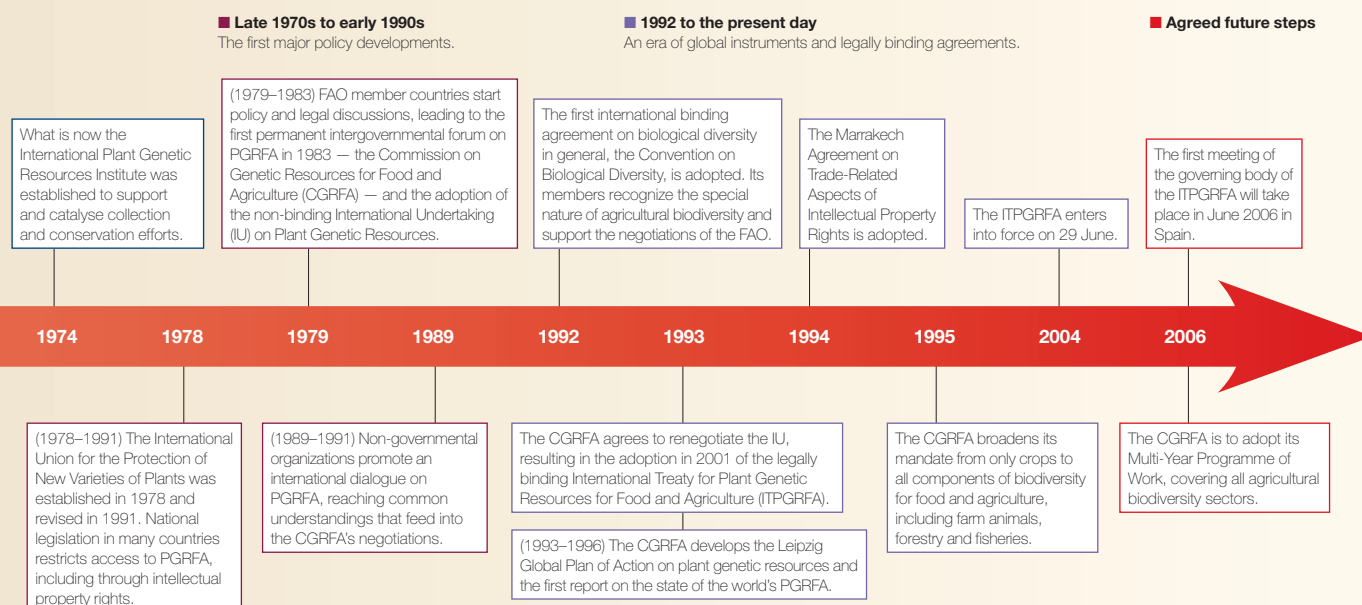 Late 1970s to early 1990s
The first major policy developments.
1992 to the present day
An era of global instruments and legally binding agreements.
Agreed future steps
What is now the
International Plant Genetic
Resources Institute was
established to support
and catalyse collection
and conservation efforts.
(1979–1983) FAO member countries start
policy and legal discussions, leading to the
first permanent intergovernmental forum on
PGRFA in 1983 — the Commission on
Genetic Resources for Food and
Agriculture (CGRFA) — and the adoption of
the non-binding International Undertaking
(IU) on Plant Genetic Resources.
The first international binding
agreement on biological diversity
in general, the Convention on
Biological Diversity, is adopted. Its
members recognize the special
nature of agricultural biodiversity and
support the negotiations of the FAO.
The Marrakech
Agreement on
Trade-Related
Aspects of
Intellectual Property
Rights is adopted.
The ITPGRFA enters
into force on 29 June.
The first meeting of
the governing body of
the ITPGRFA will take
place in June 2006 in
Spain.
1974 1978 1979 1989 1992 1993 1994 1995 2004 2006
(1978–1991) The International
Union for the Protection of
New Varieties of Plants was
established in 1978 and
revised in 1991. National
legislation in many countries
restricts access to PGRFA,
including through intellectual
property rights.
(1989–1991) Non-governmental
organizations promote an
international dialogue on
PGRFA, reaching common
understandings that feed into
the CGRFA's negotiations.
The CGRFA agrees to renegotiate the IU,
resulting in the adoption in 2001 of the legally
binding International Treaty for Plant Genetic
Resources for Food and Agriculture (ITPGRFA).
(1993–1996) The CGRFA develops the Leipzig
Global Plan of Action on plant genetic resources and
the first report on the state of the world's PGRFA.
The CGRFA broadens its
mandate from only crops to
all components of biodiversity
for food and agriculture,
including farm animals,
forestry and fisheries.
The CGRFA is to adopt its
Multi-Year Programme of
Work, covering all agricultural
biodiversity sectors.